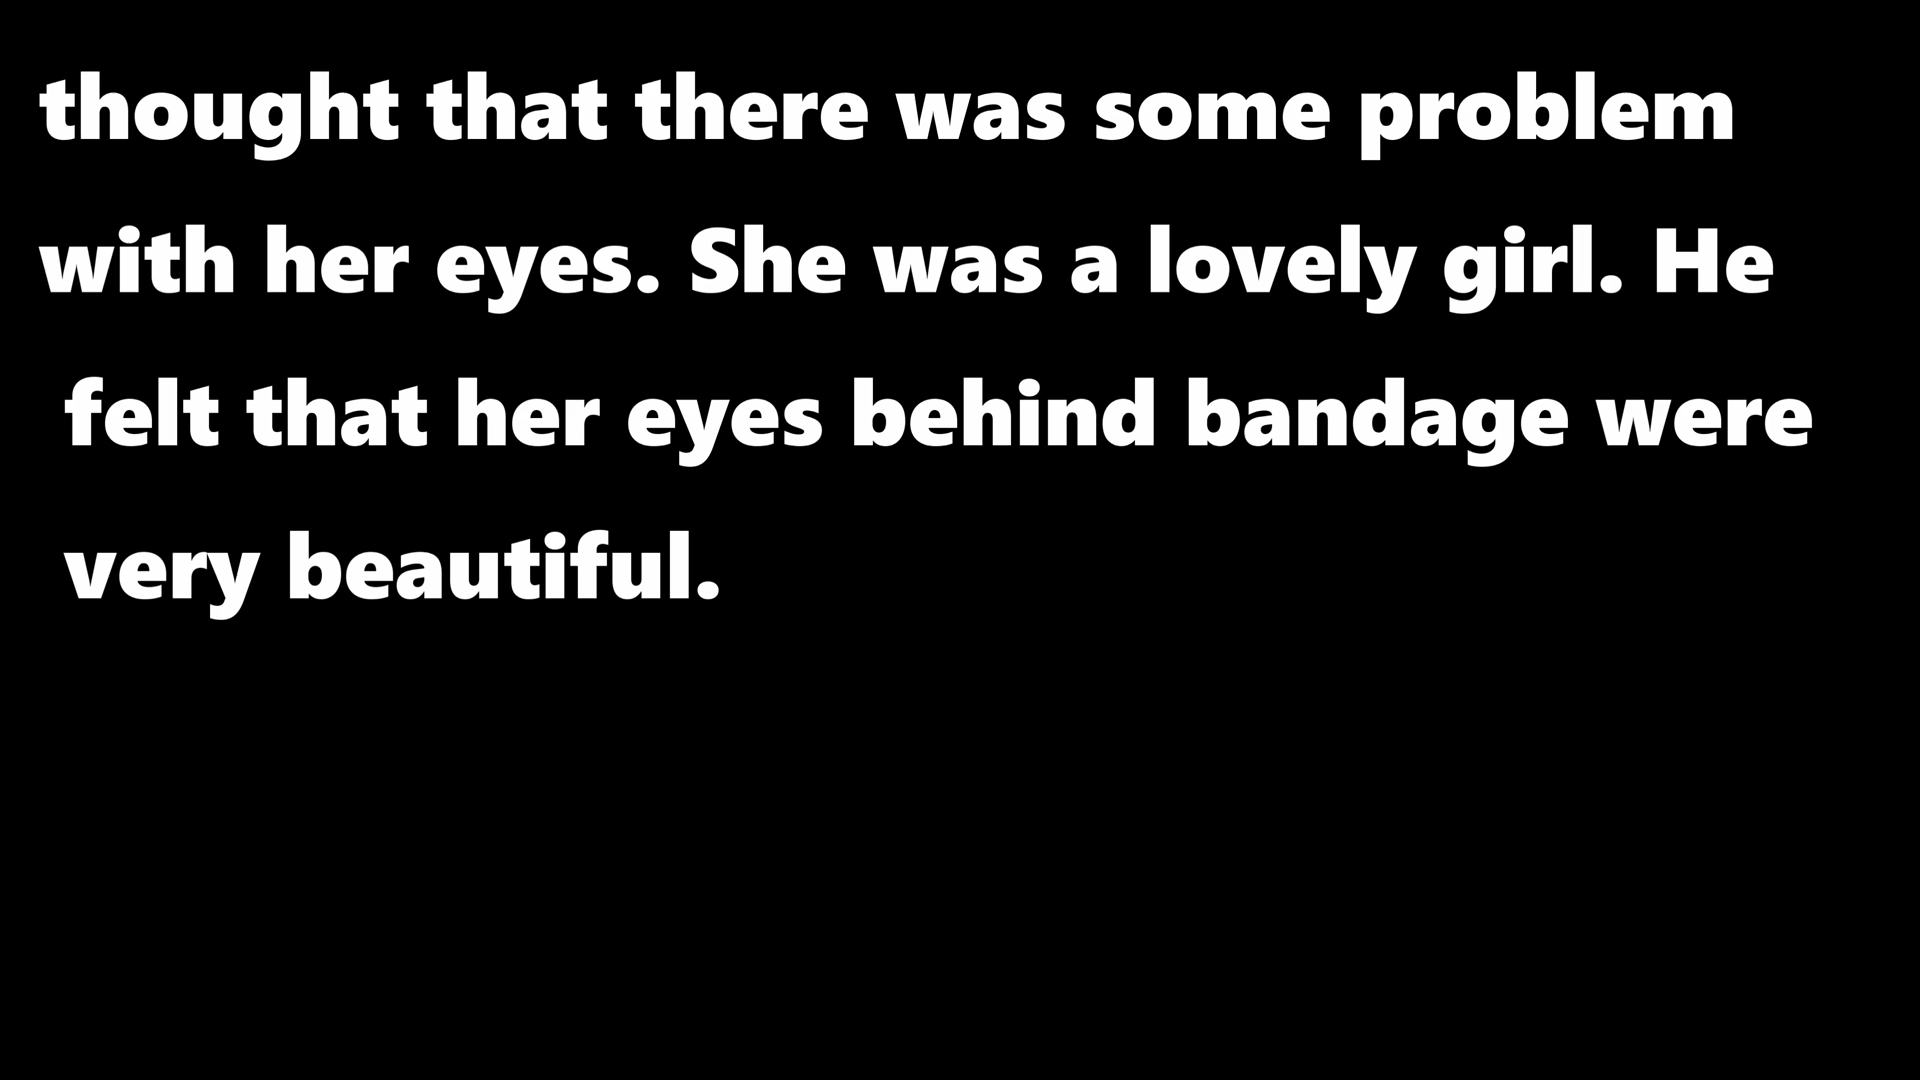 thought that there was some problem
with her eyes. She was a lovely girl. He
felt that her eyes behind bandage were
very beautiful.